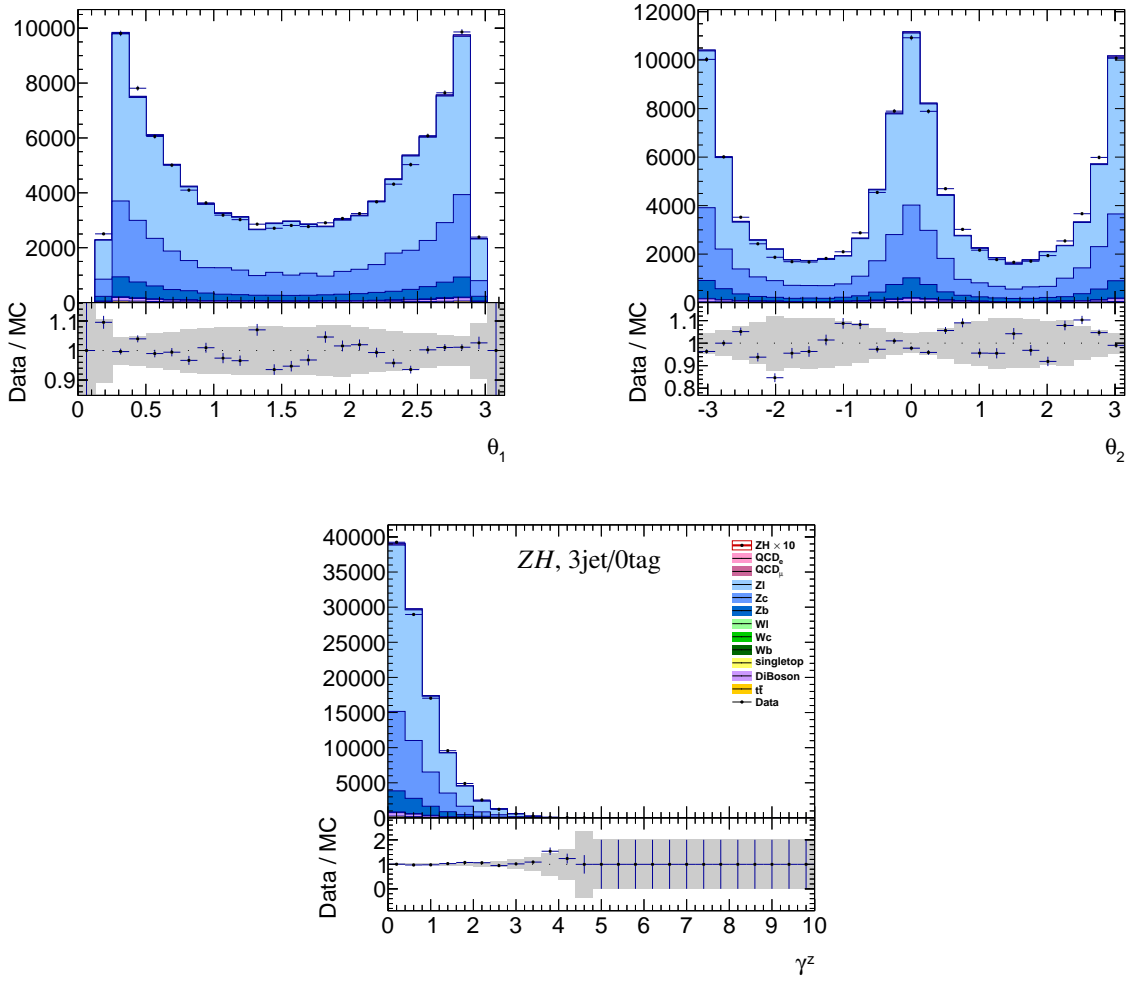 10000
8000
6000
4000
2000
0
Data / MC
1.1
1
0.9
0 0.5 1 1.5 2 2.5 3
θ₁
12000
10000
8000
6000
4000
2000
0
Data / MC
1.1
1
0.9
0.8
-3 -2 -1 0 1 2 3
θ₂
40000
35000
30000
25000
20000
15000
10000
5000
0
ZH, 3jet/0tag
ZH × 10
QCDₑ
QCD_μ
Zl
Zc
Zb
Wl
Wc
Wb
singletop
DiBoson
tt̄
Data
Data / MC
2
1
0
0 1 2 3 4 5 6 7 8 9 10
γᶻ